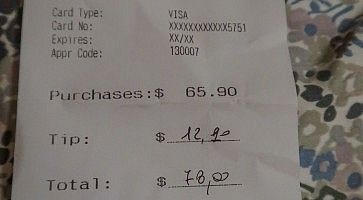 Card Type: VISA
Card No: XXXXXXXXXXXX5751
Expires: XX/XX
Appr Code: 130007
Purchases:$ 65.90
Tip: $ 12,90
Total: $ 78,00